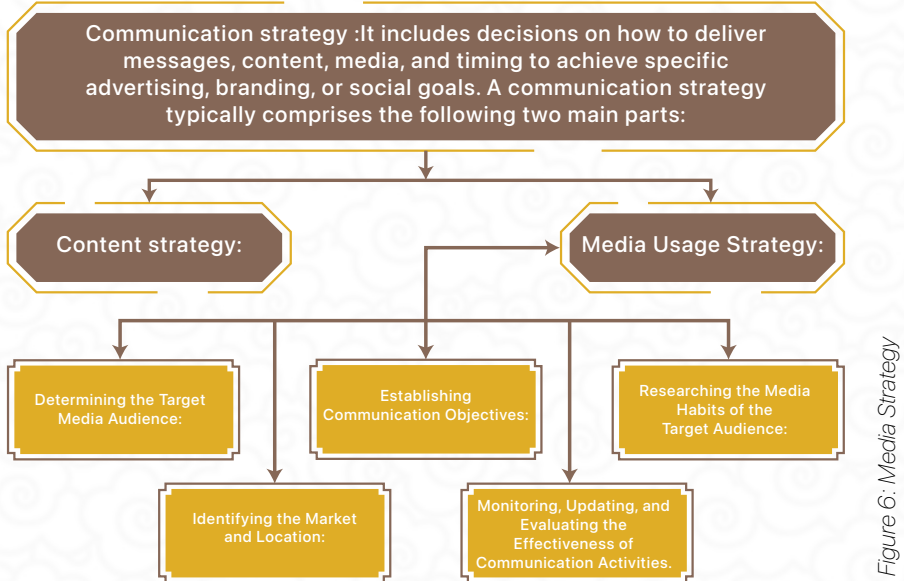 Communication strategy :It includes decisions on how to deliver
messages, content, media, and timing to achieve specific
advertising, branding, or social goals. A communication strategy
typically comprises the following two main parts:
Content strategy:
Media Usage Strategy:
Determining the Target
Media Audience:
Establishing
Communication Objectives:
Researching the Media
Habits of the
Target Audience:
Identifying the Market
and Location:
Monitoring, Updating, and
Evaluating the
Effectiveness of
Communication Activities.
Figure 6: Media Strategy